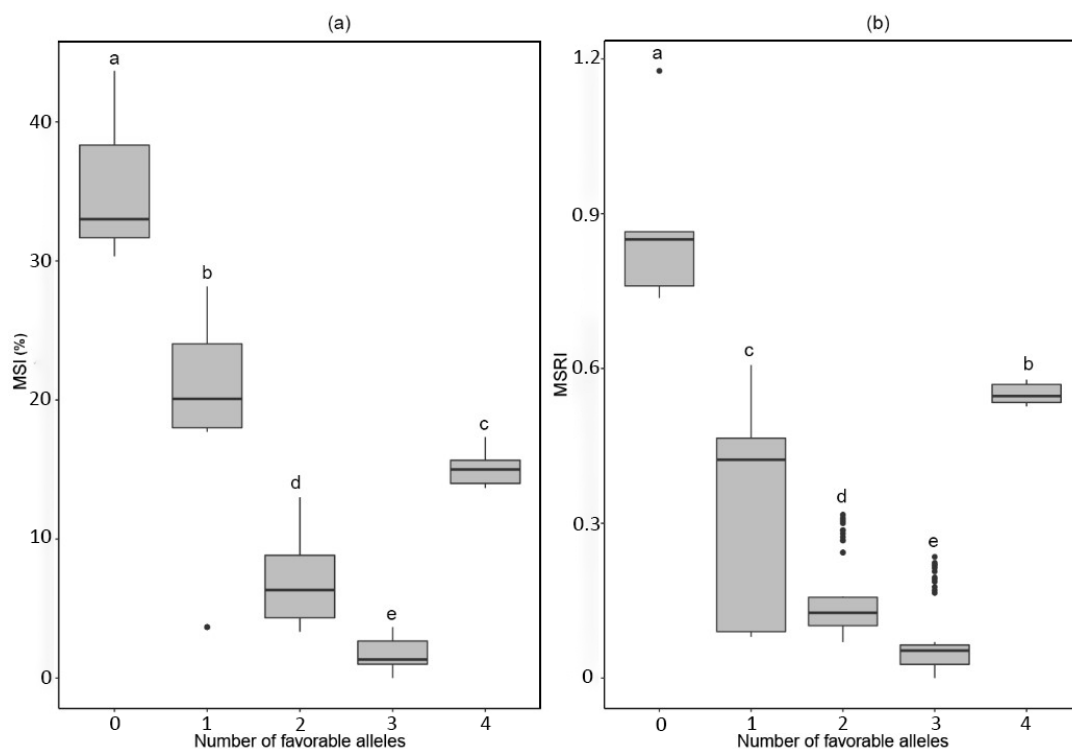 (a)
a
40
30
b
MSI (%)
20
c
d
10
e
0
0 1 2 3 4
Number of favorable alleles
(b)
1.2
a
0.9
c
0.6
b
MSRI
d
0.3
e
0
0 1 2 3 4
Number of favorable alleles